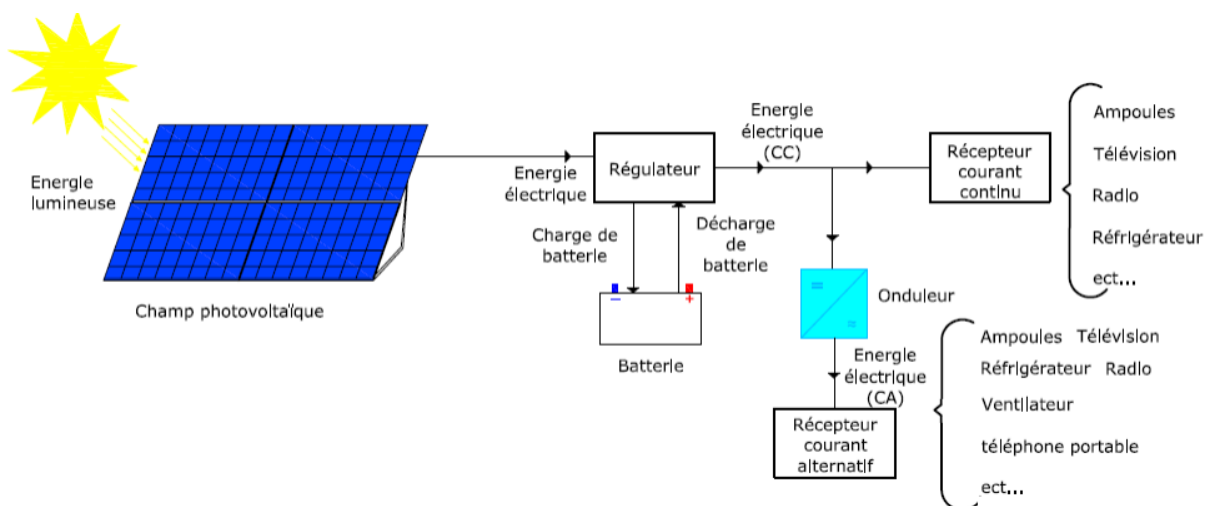 Energie
lumineuse
Champ photovoltaïque
Energie
électrique
Régulateur
Charge de
batterie
Décharge
de
batterie
−
+
Batterie
Energie
électrique
(CC)
Récepteur
courant
continu
Ampoules
Télévision
Radio
Réfrigérateur
ect...
=
≈
Onduleur
Energie
électrique
(CA)
Récepteur
courant
alternatif
Ampoules Télévision
Réfrigérateur Radio
Ventilateur
téléphone portable
ect...